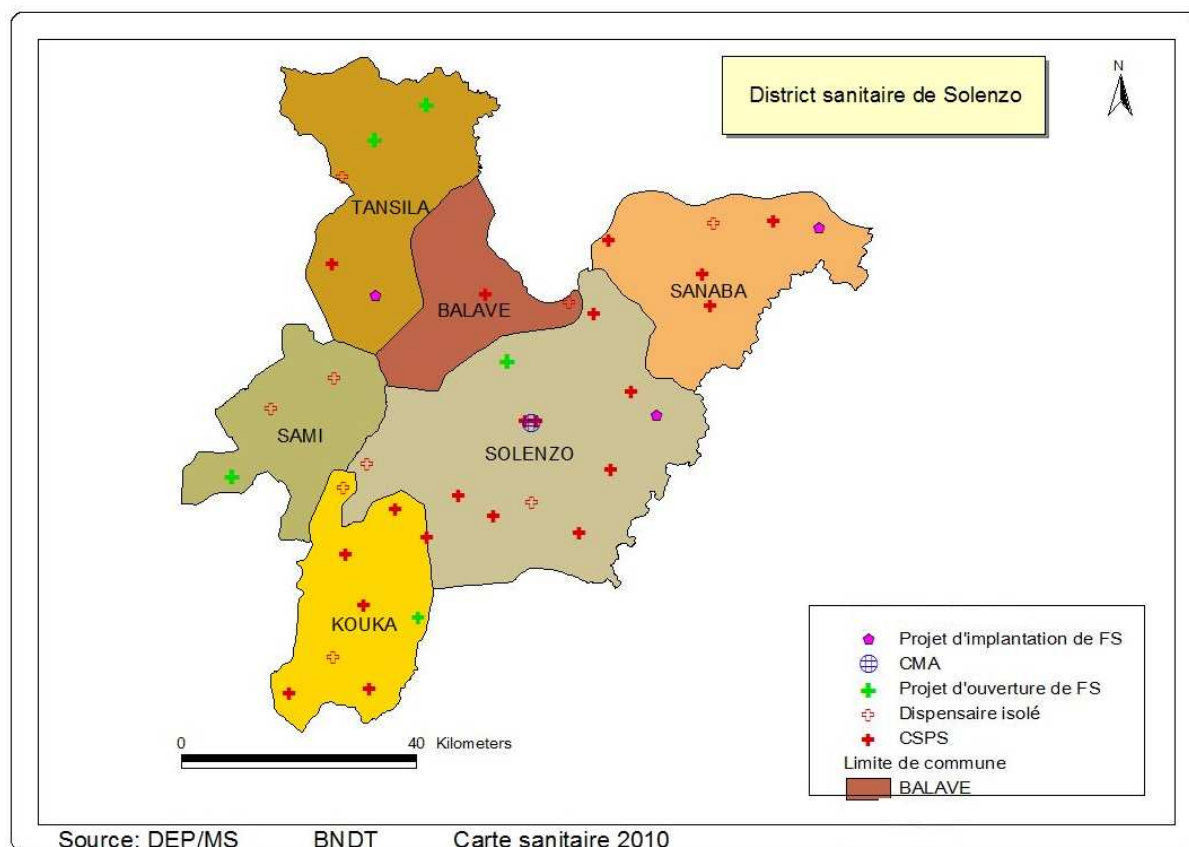 District sanitaire de Solenzo
N
TANSILA
BALAVE
SANABA
SAMI
SOLENZO
KOUKA
0 40 Kilometers
Projet d'implantation de FS
CMA
Projet d'ouverture de FS
Dispensaire isolé
CSPS
Limite de commune
BALAVE
Source: DEP/MS BNDT Carte sanitaire 2010